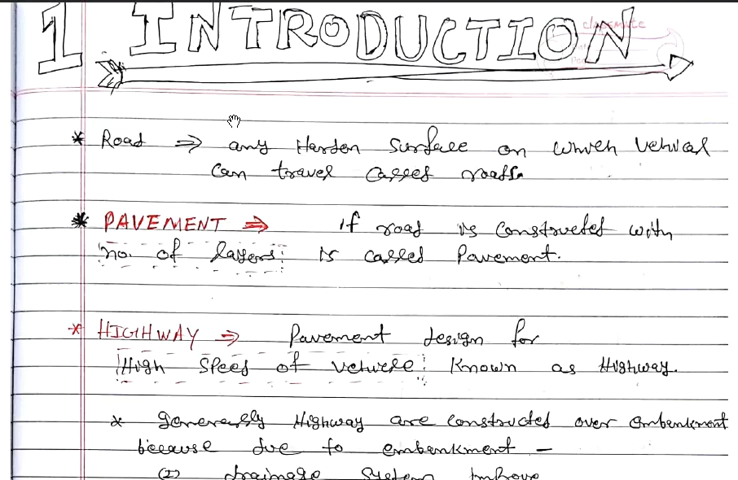 1 INTRODUCTION
classmate
* Road ⇒ any Harden Surface on which vehical
can travel called roads.
* PAVEMENT ⇒ if road is constructed with
no. of layers is called Pavement.
* HIGHWAY ⇒ Pavement design for
High Speed of vehicle Known as Highway.
* generally Highway are constructed over embankment
because due to embankment –
(I) drainage system improve